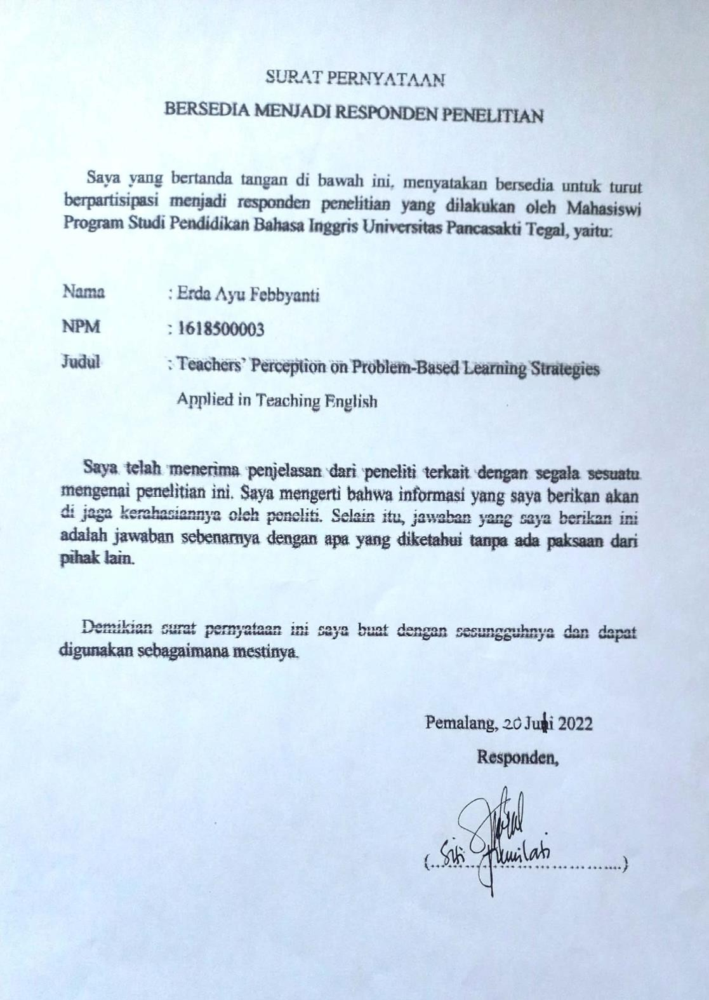 SURAT PERNYATAAN
BERSEDIA MENJADI RESPONDEN PENELITIAN
Saya yang bertanda tangan di bawah ini, menyatakan bersedia untuk turut
berpartisipasi menjadi responden penelitian yang dilakukan oleh Mahasiswi
Program Studi Pendidikan Bahasa Inggris Universitas Pancasakti Tegal, yaitu:
Nama : Erda Ayu Febbyanti
NPM : 1618500003
Judul : Teachers' Perception on Problem-Based Learning Strategies
Applied in Teaching English
Saya telah menerima penjelasan dari peneliti terkait dengan segala sesuatu
mengenai penelitian ini. Saya mengerti bahwa informasi yang saya berikan akan
di jaga kerahasiannya oleh peneliti. Selain itu, jawaban yang saya berikan ini
adalah jawaban sebenarnya dengan apa yang diketahui tanpa ada paksaan dari
pihak lain.
Demikian surat pernyataan ini saya buat dengan sesungguhnya dan dapat
digunakan sebagaimana mestinya.
Pemalang, 20 Juli 2022
Responden,
(Siti)